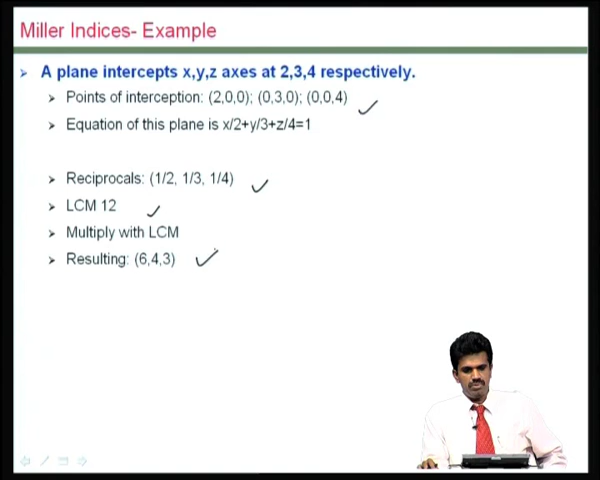 Miller Indices- Example
A plane intercepts x,y,z axes at 2,3,4 respectively.
Points of interception: (2,0,0); (0,3,0); (0,0,4)
Equation of this plane is x/2+y/3+z/4=1
Reciprocals: (1/2, 1/3, 1/4)
LCM 12
Multiply with LCM
Resulting: (6,4,3)